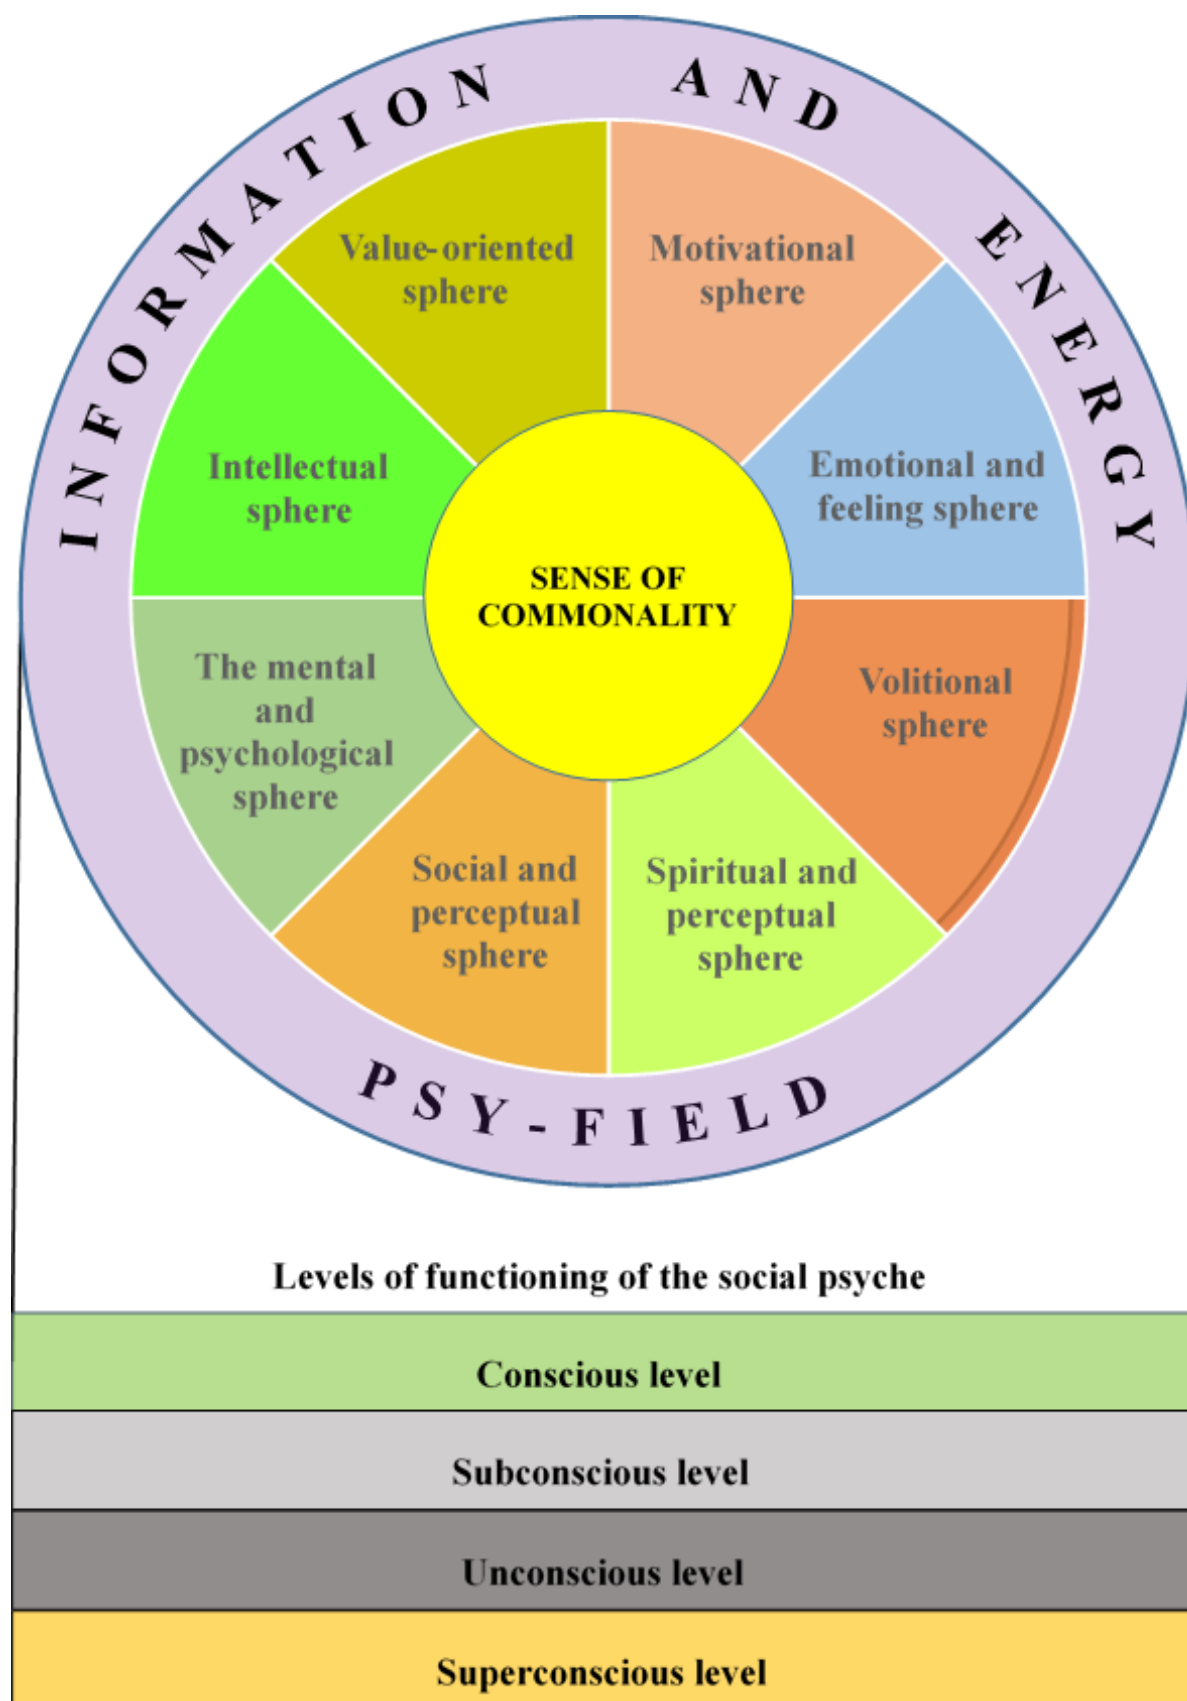 INFORMATION AND ENERGY
Value-oriented
sphere
Motivational
sphere
Intellectual
sphere
Emotional and
feeling sphere
SENSE OF
COMMONALITY
The mental
and
psychological
sphere
Volitional
sphere
Social and
perceptual
sphere
Spiritual and
perceptual
sphere
PSY-FIELD
Levels of functioning of the social psyche
Conscious level
Subconscious level
Unconscious level
Superconscious level